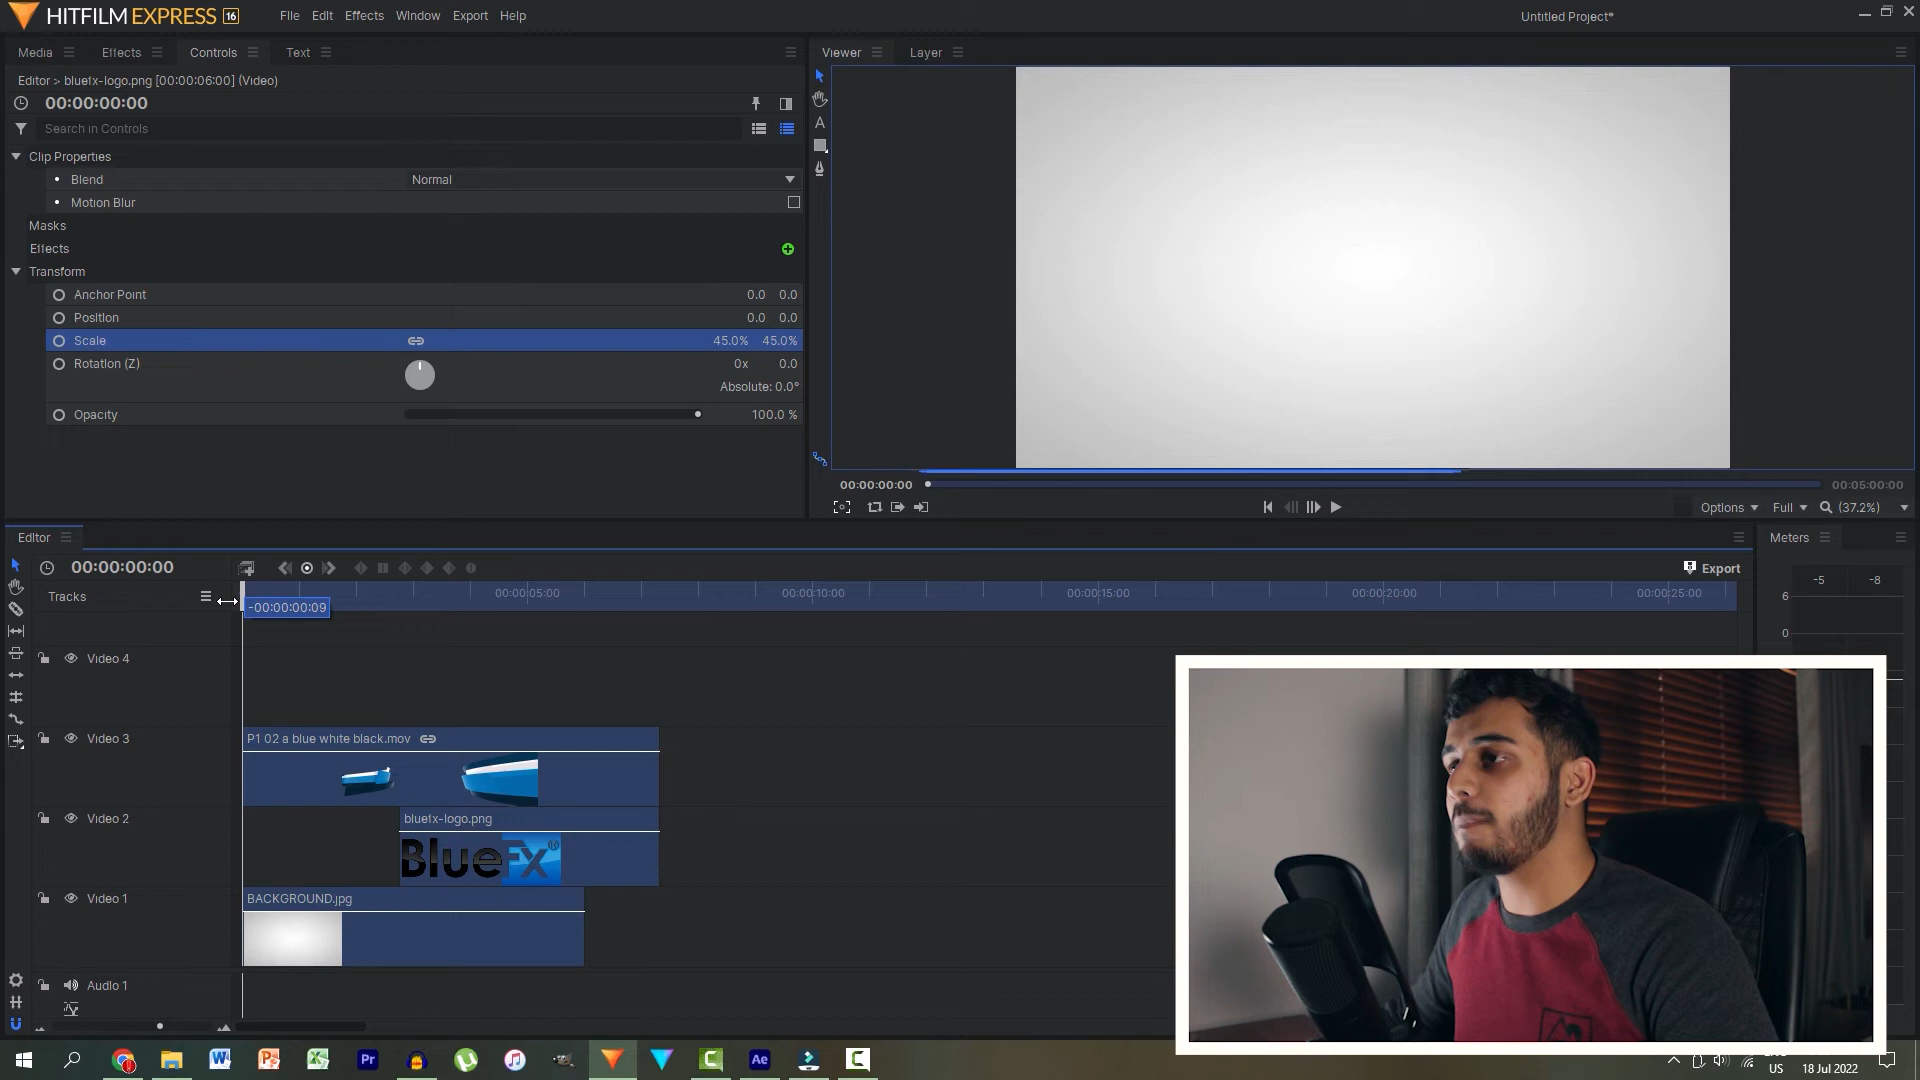 HITFILM EXPRESS 16
File Edit Effects Window Export Help
Untitled Project*
Media Effects Controls Text
Viewer Layer
Editor > bluefx-logo.png [00:00:06:00] (Video)
00:00:00:00
Search in Controls
Clip Properties
Blend Normal
Motion Blur
Masks
Effects
Transform
Anchor Point 0.0 0.0
Position 0.0 0.0
Scale 45.0% 45.0%
Rotation (Z) 0x 0.0
Absolute: 0.0°
Opacity 100.0 %
A
00:00:00:00 00:05:00:00
Options Full (37.2%)
Editor
Meters
00:00:00:00
Export
Tracks
-00:00:00:09
00:00:05:00 00:00:10:00 00:00:15:00 00:00:20:00 00:00:25:00
-5 -8
6
0
Video 4
Video 3
P1 02 a blue white black.mov
Video 2
bluefx-logo.png
BlueFX®
Video 1
BACKGROUND.jpg
Audio 1
W P X Pr Ae C C
US
18 Jul 2022